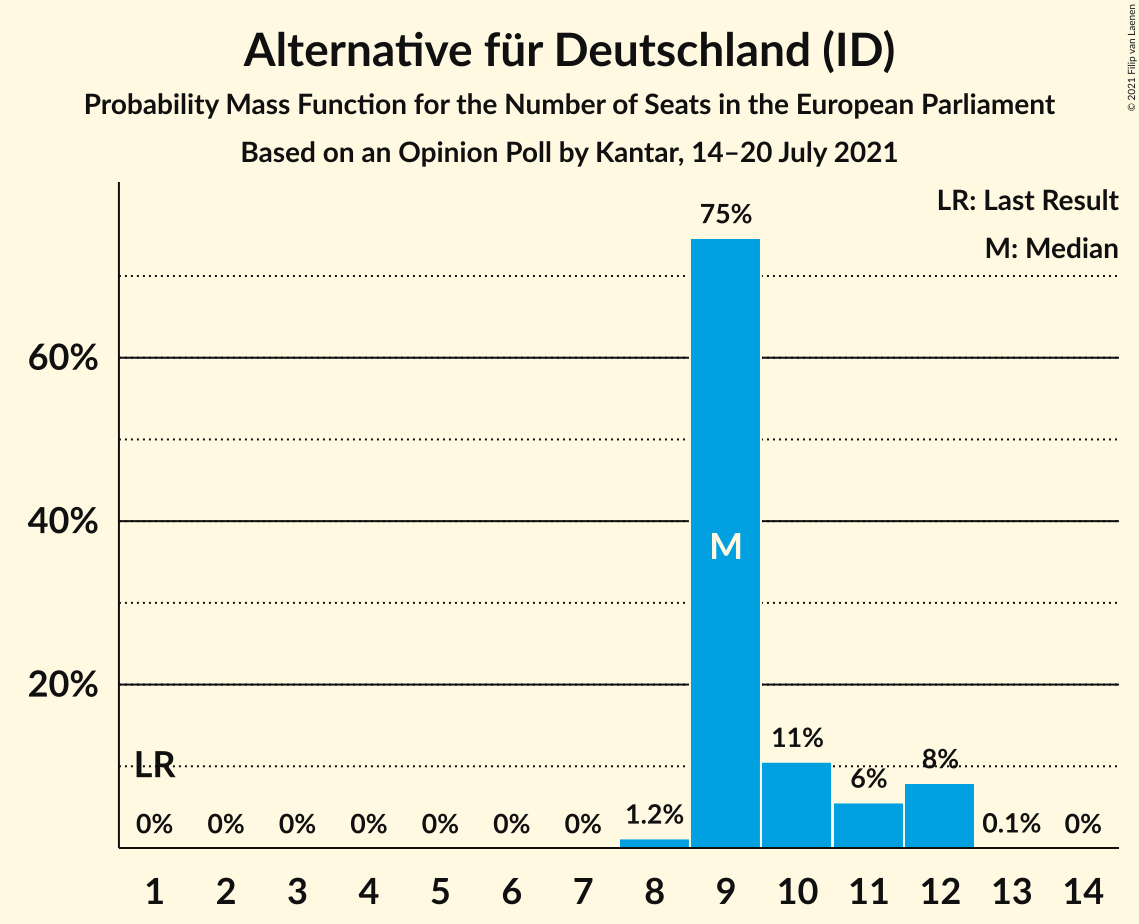 Alternative für Deutschland (ID)
Probability Mass Function for the Number of Seats in the European Parliament
Based on an Opinion Poll by Kantar, 14–20 July 2021
© 2021 Filip van Laenen
LR: Last Result
M: Median
75%
60%
40%
M
20%
11%
LR
6%
8%
0%
0%
0%
0%
0%
0%
0%
1.2%
0.1%
0%
1 2 3 4 5 6 7 8 9 10 11 12 13 14